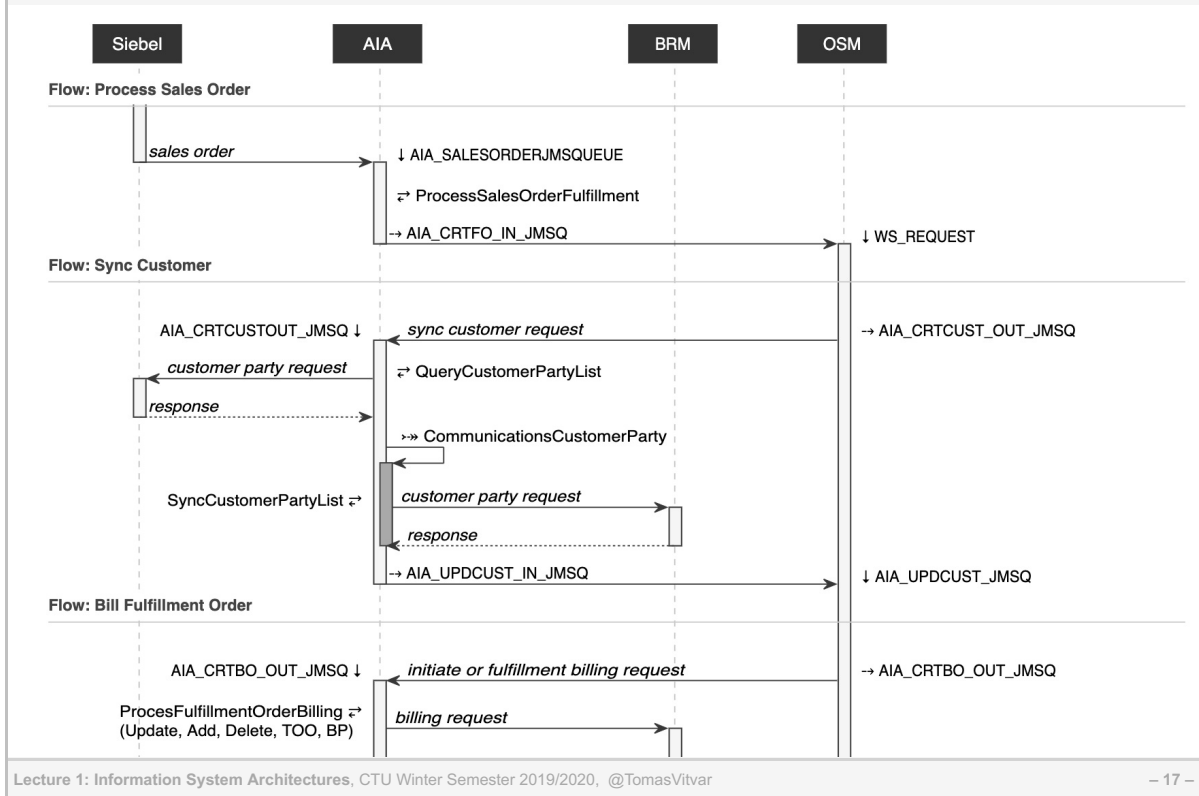 Siebel AIA BRM OSM
Flow: Process Sales Order
sales order
↓ AIA_SALESORDERJMSQUEUE
⇄ ProcessSalesOrderFulfillment
⇢ AIA_CRTFO_IN_JMSQ
↓ WS_REQUEST
Flow: Sync Customer
AIA_CRTCUSTOUT_JMSQ ↓
sync customer request
⇢ AIA_CRTCUST_OUT_JMSQ
customer party request
⇄ QueryCustomerPartyList
response
⤐ CommunicationsCustomerParty
SyncCustomerPartyList ⇄
customer party request
response
⇢ AIA_UPDCUST_IN_JMSQ
↓ AIA_UPDCUST_JMSQ
Flow: Bill Fulfillment Order
AIA_CRTBO_OUT_JMSQ ↓
initiate or fulfillment billing request
⇢ AIA_CRTBO_OUT_JMSQ
ProcesFulfillmentOrderBilling ⇄
(Update, Add, Delete, TOO, BP)
billing request
Lecture 1: Information System Architectures, CTU Winter Semester 2019/2020, @TomasVitvar
– 17 –